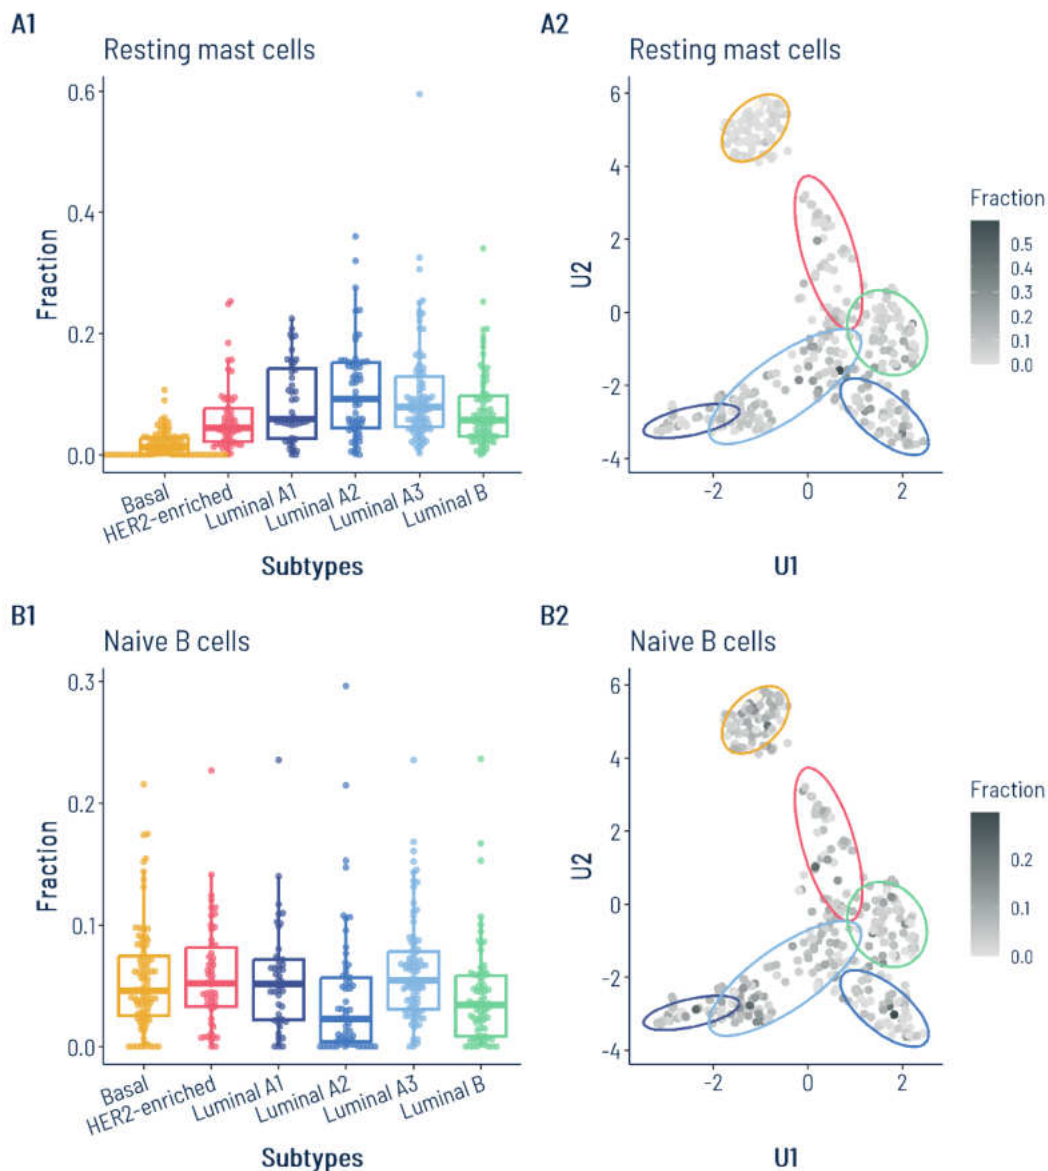 A1
Resting mast cells
0.6
0.4
0.2
0.0
Fraction
Basal
HER2-enriched
Luminal A1
Luminal A2
Luminal A3
Luminal B
Subtypes
A2
Resting mast cells
6
4
2
0
-2
-4
U2
-2 0 2
U1
Fraction
0.5
0.4
0.3
0.2
0.1
0.0
B1
Naive B cells
0.3
0.2
0.1
0.0
Fraction
Basal
HER2-enriched
Luminal A1
Luminal A2
Luminal A3
Luminal B
Subtypes
B2
Naive B cells
6
4
2
0
-2
-4
U2
-2 0 2
U1
Fraction
0.2
0.1
0.0